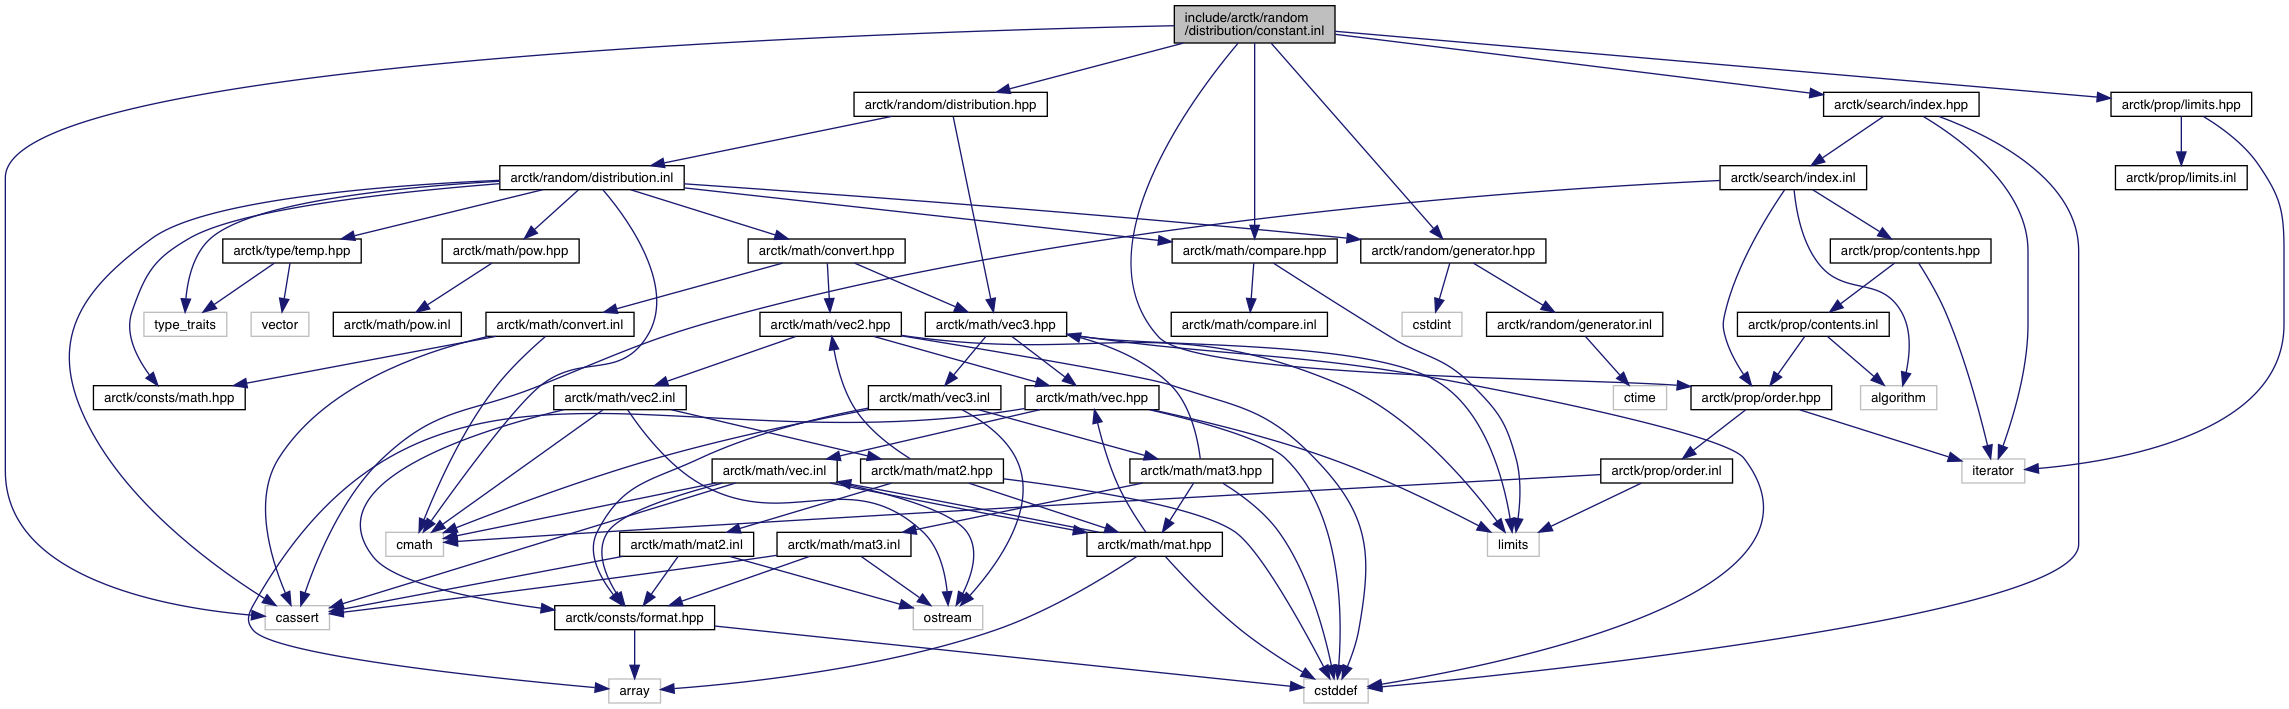 include/arctk/random
/distribution/constant.inl
arctk/random/distribution.hpp
arctk/search/index.hpp
arctk/prop/limits.hpp
arctk/random/distribution.inl
arctk/search/index.inl
arctk/prop/limits.inl
arctk/type/temp.hpp
arctk/math/pow.hpp
arctk/math/convert.hpp
arctk/math/compare.hpp
arctk/random/generator.hpp
arctk/prop/contents.hpp
type_traits
vector
arctk/math/pow.inl
arctk/math/convert.inl
arctk/math/vec2.hpp
arctk/math/vec3.hpp
arctk/math/compare.inl
cstdint
arctk/random/generator.inl
arctk/prop/contents.inl
arctk/consts/math.hpp
arctk/math/vec2.inl
arctk/math/vec3.inl
arctk/math/vec.hpp
ctime
arctk/prop/order.hpp
algorithm
arctk/math/vec.inl
arctk/math/mat2.hpp
arctk/math/mat3.hpp
arctk/prop/order.inl
iterator
cmath
arctk/math/mat2.inl
arctk/math/mat3.inl
arctk/math/mat.hpp
limits
cassert
arctk/consts/format.hpp
ostream
array
cstddef